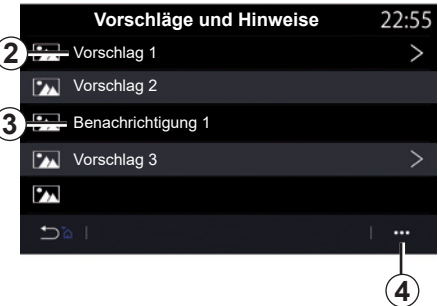 Vorschläge und Hinweise 22:55
2 Vorschlag 1
Vorschlag 2
3 Benachrichtigung 1
Vorschlag 3
4